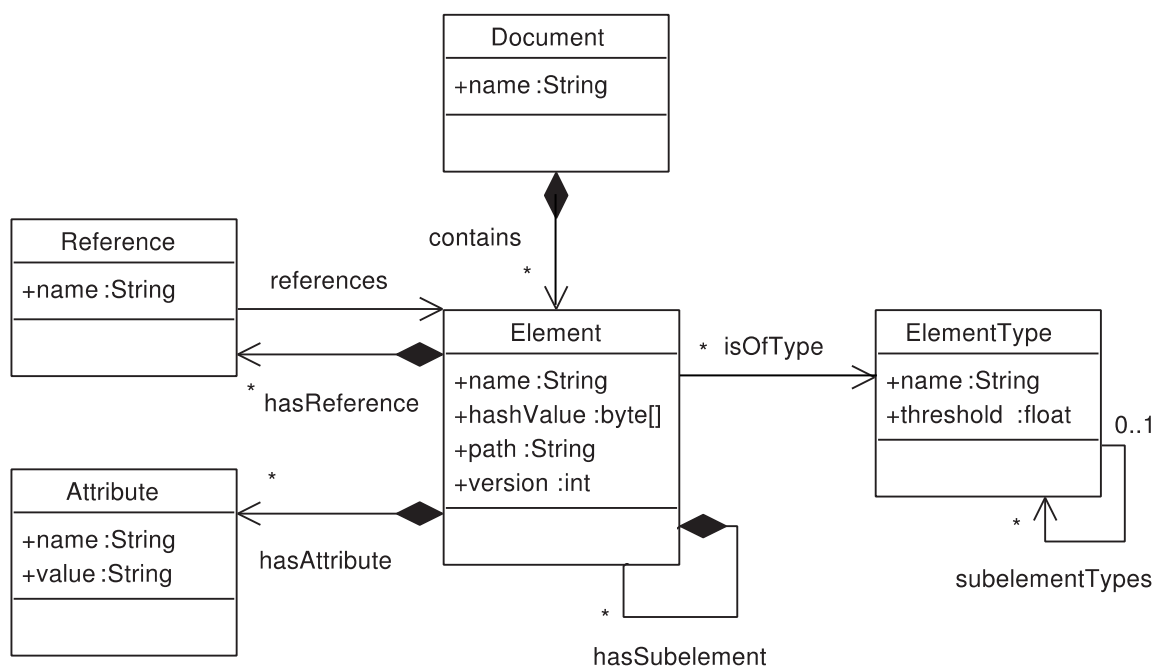 Document
+name :String
contains
*
Reference
+name :String
references
*
hasReference
Element
+name :String
+hashValue :byte[]
+path :String
+version :int
* isOfType
ElementType
+name :String
+threshold :float
0..1
*
subelementTypes
Attribute
+name :String
+value :String
*
hasAttribute
*
hasSubelement